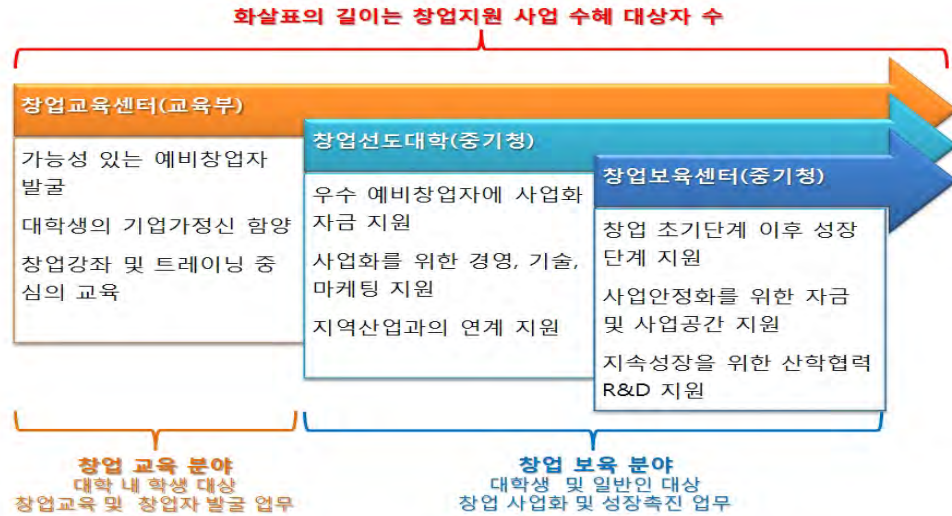 화살표의 길이는 창업지원 사업 수혜 대상자 수
창업교육센터(교육부)
가능성 있는 예비창업자
발굴
대학생의 기업가정신 함양
창업강좌 및 트레이닝 중
심의 교육
창업선도대학(중기청)
우수 예비창업자에 사업화
자금 지원
사업화를 위한 경영, 기술,
마케팅 지원
지역산업과의 연계 지원
창업보육센터(중기청)
창업 초기단계 이후 성장
단계 지원
사업안정화를 위한 자금
및 사업공간 지원
지속성장을 위한 산학협력
R&D 지원
창업 교육 분야
대학 내 학생 대상
창업교육 및 창업자 발굴 업무
창업 보육 분야
대학생 및 일반인 대상
창업 사업화 및 성장촉진 업무